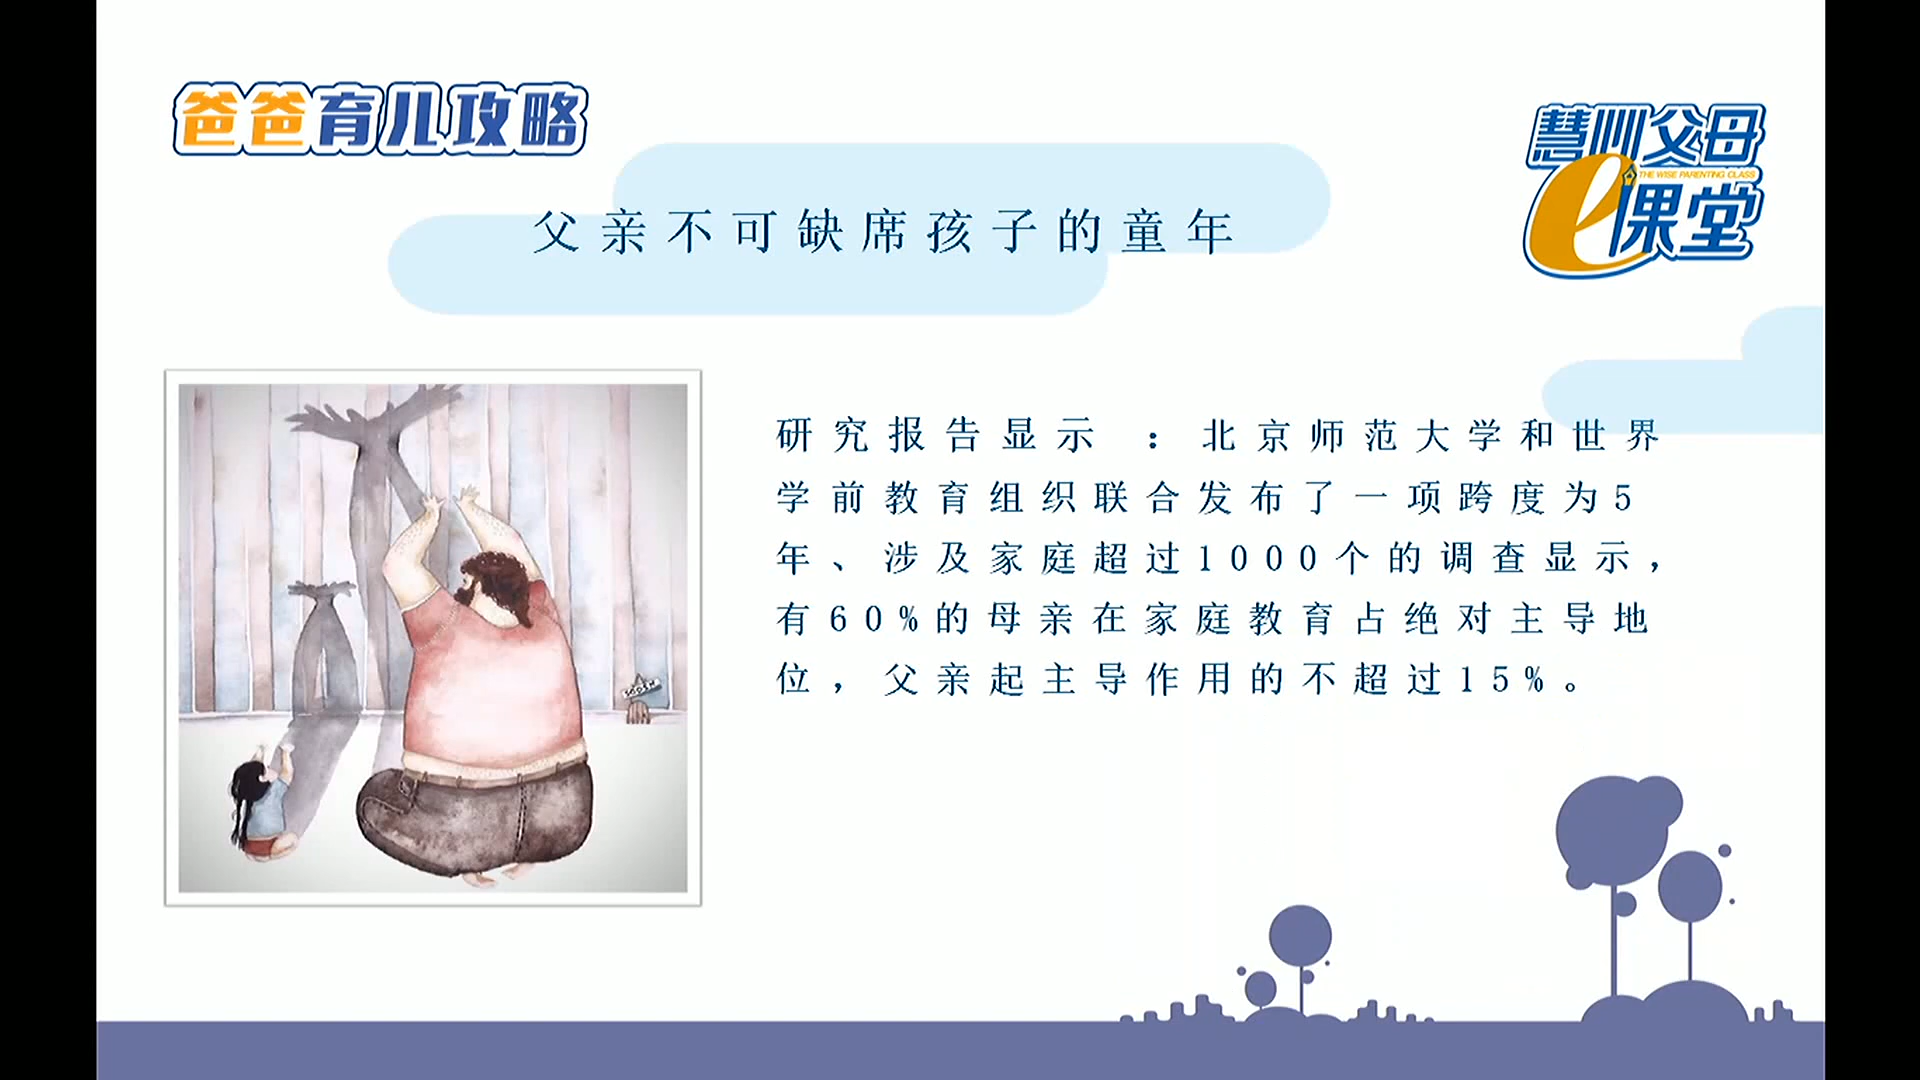 爸爸育儿攻略
慧川父母
THE WISE PARENTING CLASS
e课堂
父亲不可缺席孩子的童年
研究报告显示 ：北京师范大学和世界
学前教育组织联合发布了一项跨度为5
年、涉及家庭超过1000个的调查显示，
有60%的母亲在家庭教育占绝对主导地
位，父亲起主导作用的不超过15%。